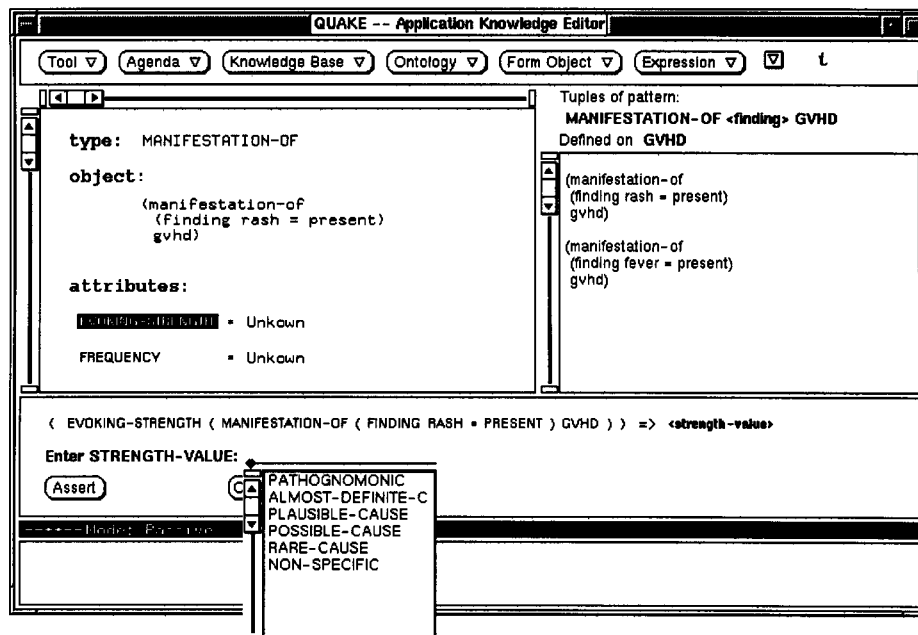 QUAKE -- Application Knowledge Editor
Tool Agenda Knowledge Base Ontology Form Object Expression t
type: MANIFESTATION-OF
object:
(manifestation-of
(finding rash = present)
gvhd)
attributes:
EVOKING-STRENGTH = Unkown
FREQUENCY = Unkown
Tuples of pattern:
MANIFESTATION-OF <finding> GVHD
Defined on GVHD
(manifestation-of
(finding rash = present)
gvhd)
(manifestation-of
(finding fever = present)
gvhd)
( EVOKING-STRENGTH ( MANIFESTATION-OF ( FINDING RASH = PRESENT ) GVHD ) ) => <strength-value>
Enter STRENGTH-VALUE:
Assert
PATHOGNOMONIC
ALMOST-DEFINITE-C
PLAUSIBLE-CAUSE
POSSIBLE-CAUSE
RARE-CAUSE
NON-SPECIFIC